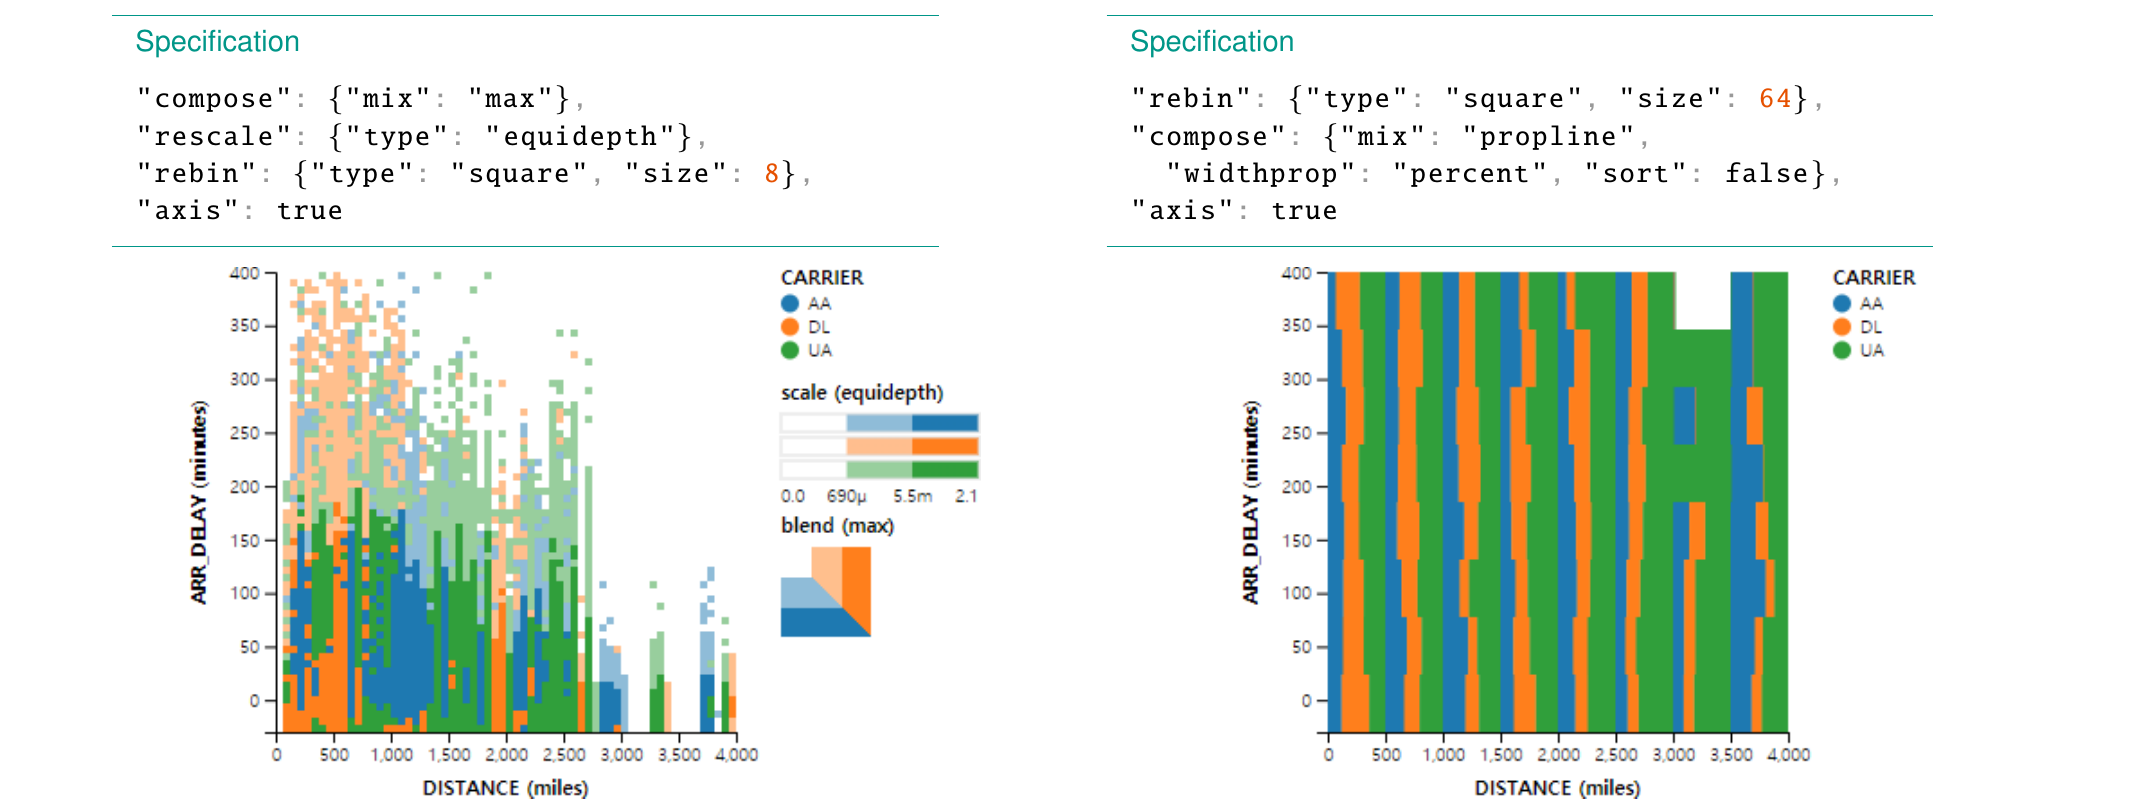 Specification
"compose": {"mix": "max"},
"rescale": {"type": "equidepth"},
"rebin": {"type": "square", "size": 8},
"axis": true
400
350
300
250
200
150
100
50
0
ARR_DELAY (minutes)
0 500 1,000 1,500 2,000 2,500 3,000 3,500 4,000
DISTANCE (miles)
CARRIER
AA
DL
UA
scale (equidepth)
0.0 690µ 5.5m 2.1
blend (max)
Specification
"rebin": {"type": "square", "size": 64},
"compose": {"mix": "propline",
"widthprop": "percent", "sort": false},
"axis": true
400
350
300
250
200
150
100
50
0
ARR_DELAY (minutes)
0 500 1,000 1,500 2,000 2,500 3,000 3,500 4,000
DISTANCE (miles)
CARRIER
AA
DL
UA